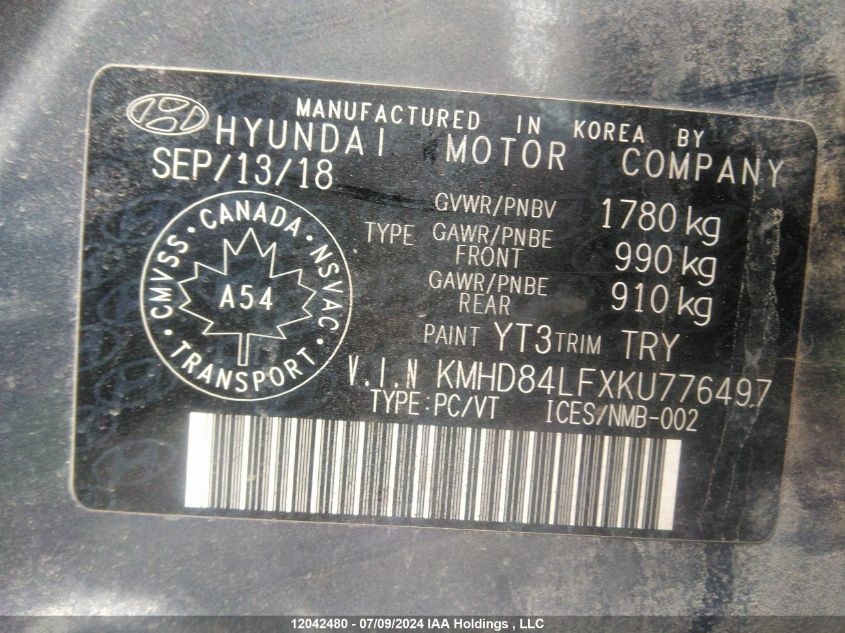 MANUFACTURED IN KOREA BY
HYUNDAI MOTOR COMPANY
SEP/13/18
GVWR/PNBV 1780 kg
TYPE GAWR/PNBE FRONT 990 kg
GAWR/PNBE REAR 910 kg
CMVSS • CANADA • NSVAC • TRANSPORT •
A54
PAINT YT3 TRIM TRY
V.I.N KMHD84LFXKU776497
TYPE:PC/VT ICES/NMB-002
12042480 - 07/09/2024 IAA Holdings , LLC